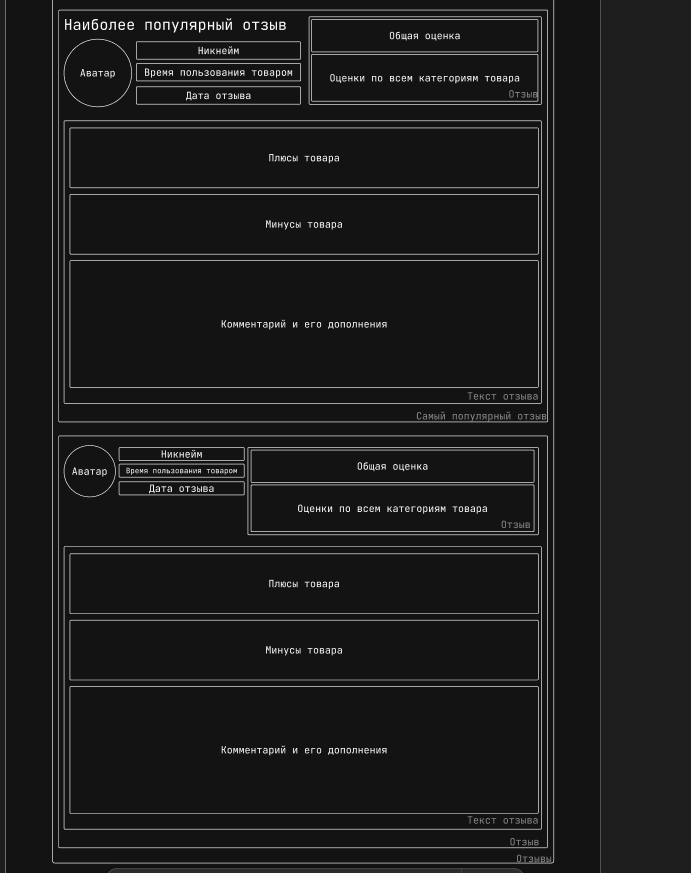 Наиболее популярный отзыв
Аватар
Никнейм
Время пользования товаром
Дата отзыва
Общая оценка
Оценки по всем категориям товара
Отзыв
Плюсы товара
Минусы товара
Комментарий и его дополнения
Текст отзыва
Самый популярный отзыв
Аватар
Никнейм
Время пользования товаром
Дата отзыва
Общая оценка
Оценки по всем категориям товара
Отзыв
Плюсы товара
Минусы товара
Комментарий и его дополнения
Текст отзыва
Отзыв
Отзывы